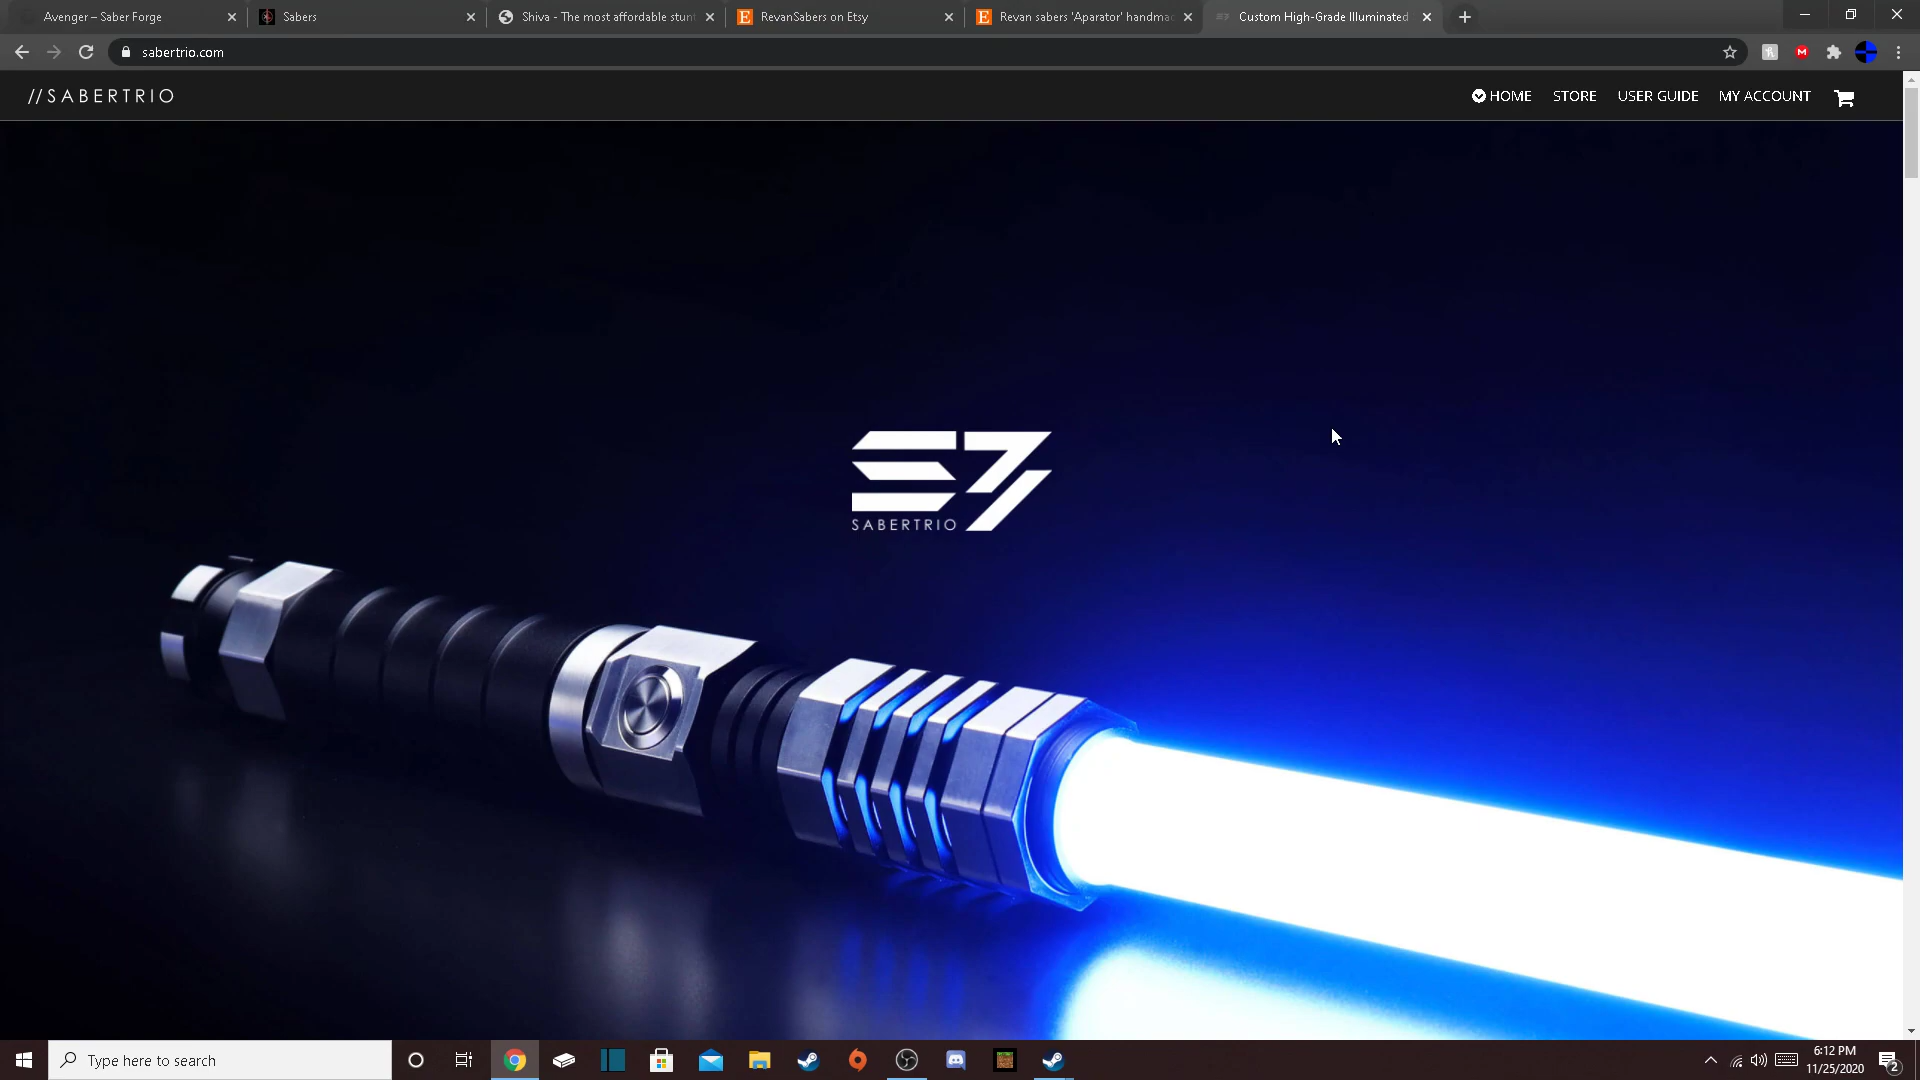 Avenger – Saber Forge
Sabers
Shiva - The most affordable stunt
RevanSabers on Etsy
Revan sabers 'Aparator' handmad
Custom High-Grade Illuminated
sabertrio.com
//SABERTRIO
HOME STORE USER GUIDE MY ACCOUNT
SABERTRIO
Type here to search
6:12 PM
11/25/2020
2